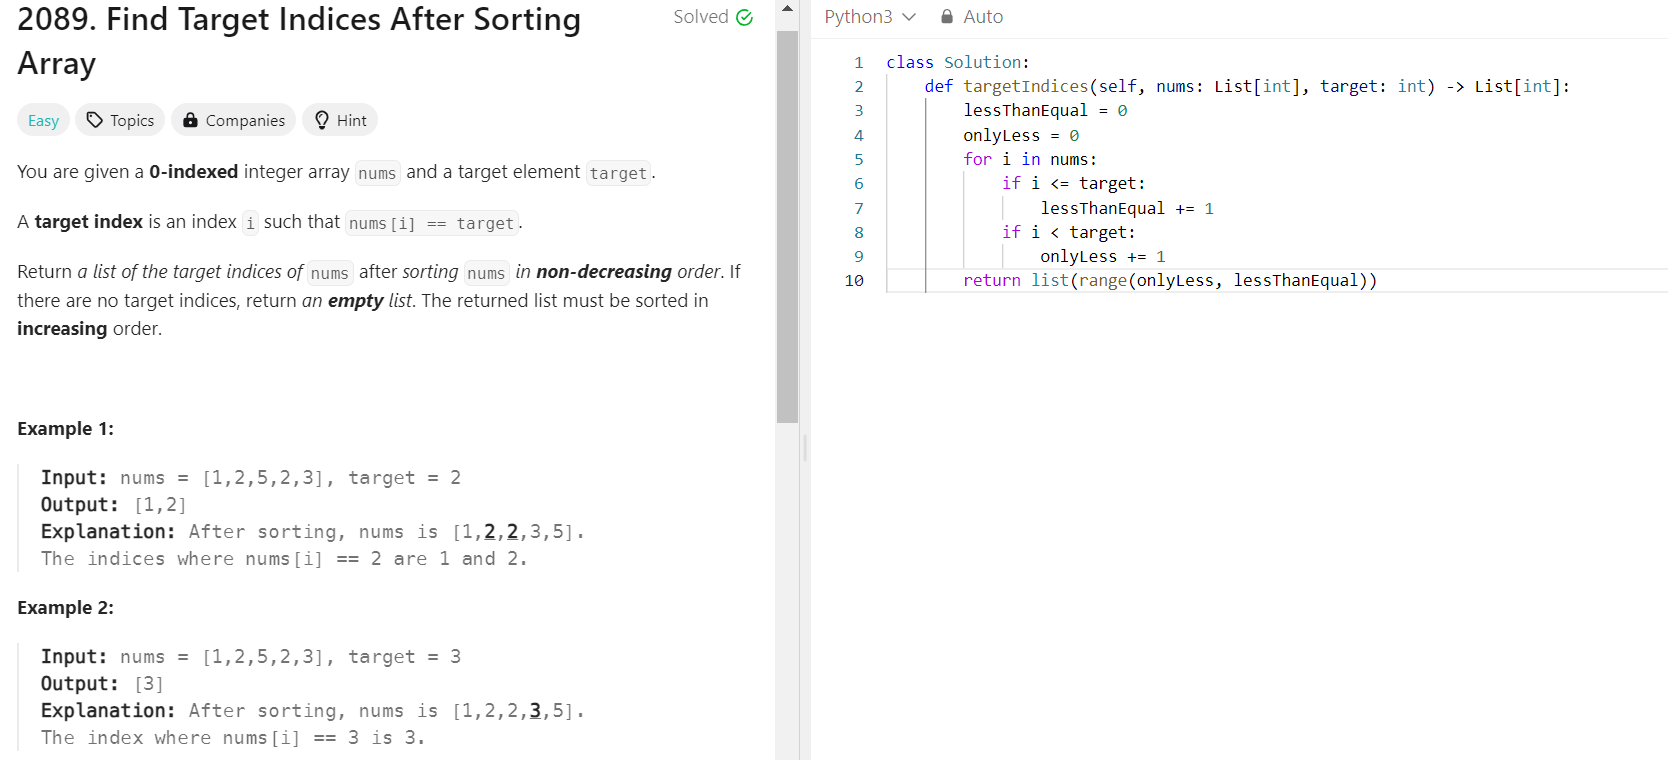 2089. Find Target Indices After Sorting
Array
Solved
Easy
Topics
Companies
Hint
You are given a 0-indexed integer array nums and a target element target.
A target index is an index i such that nums[i] == target.
Return a list of the target indices of nums after sorting nums in non-decreasing order. If
there are no target indices, return an empty list. The returned list must be sorted in
increasing order.
Example 1:
Input: nums = [1,2,5,2,3], target = 2
Output: [1,2]
Explanation: After sorting, nums is [1,2,2,3,5].
The indices where nums[i] == 2 are 1 and 2.
Example 2:
Input: nums = [1,2,5,2,3], target = 3
Output: [3]
Explanation: After sorting, nums is [1,2,2,3,5].
The index where nums[i] == 3 is 3.
Python3
Auto
1 class Solution:
2     def targetIndices(self, nums: List[int], target: int) -> List[int]:
3         lessThanEqual = 0
4         onlyLess = 0
5         for i in nums:
6             if i <= target:
7                 lessThanEqual += 1
8             if i < target:
9                 onlyLess += 1
10         return list(range(onlyLess, lessThanEqual))